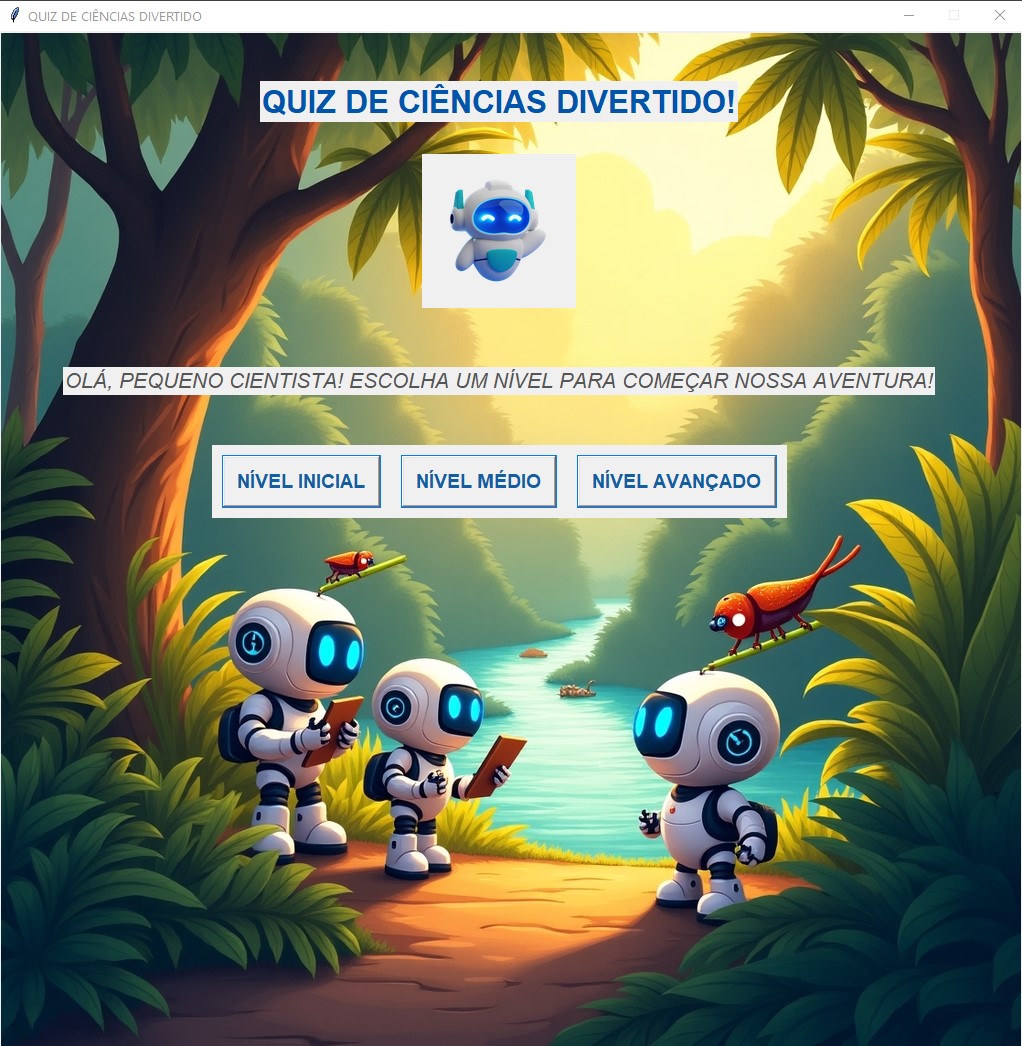 QUIZ DE CIÊNCIAS DIVERTIDO
QUIZ DE CIÊNCIAS DIVERTIDO!
OLÁ, PEQUENO CIENTISTA! ESCOLHA UM NÍVEL PARA COMEÇAR NOSSA AVENTURA!
NÍVEL INICIAL
NÍVEL MÉDIO
NÍVEL AVANÇADO